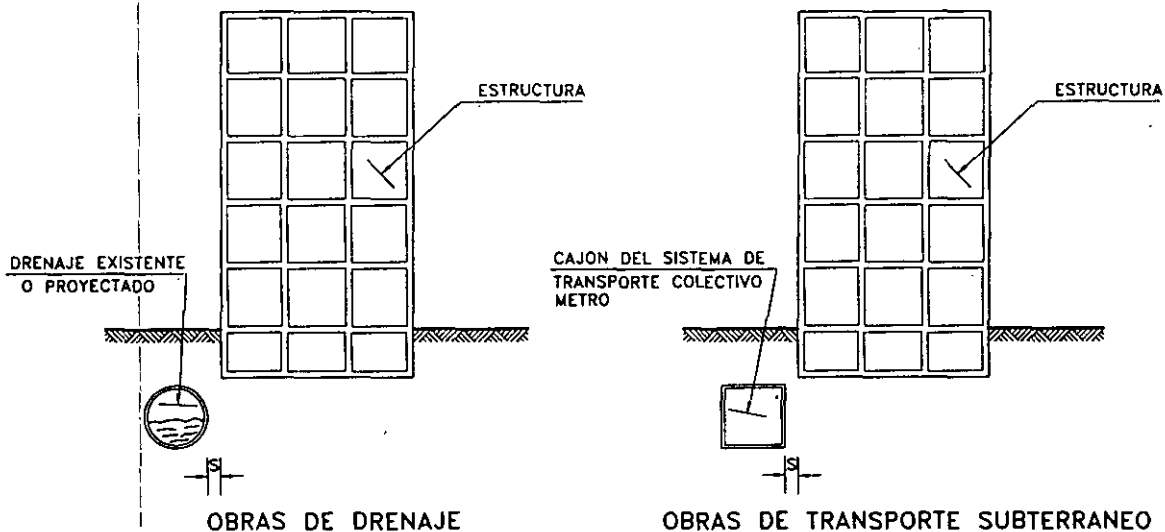 ESTRUCTURA
DRENAJE EXISTENTE
O PROYECTADO
S
OBRAS DE DRENAJE
ESTRUCTURA
CAJON DEL SISTEMA DE
TRANSPORTE COLECTIVO
METRO
S
OBRAS DE TRANSPORTE SUBTERRANEO